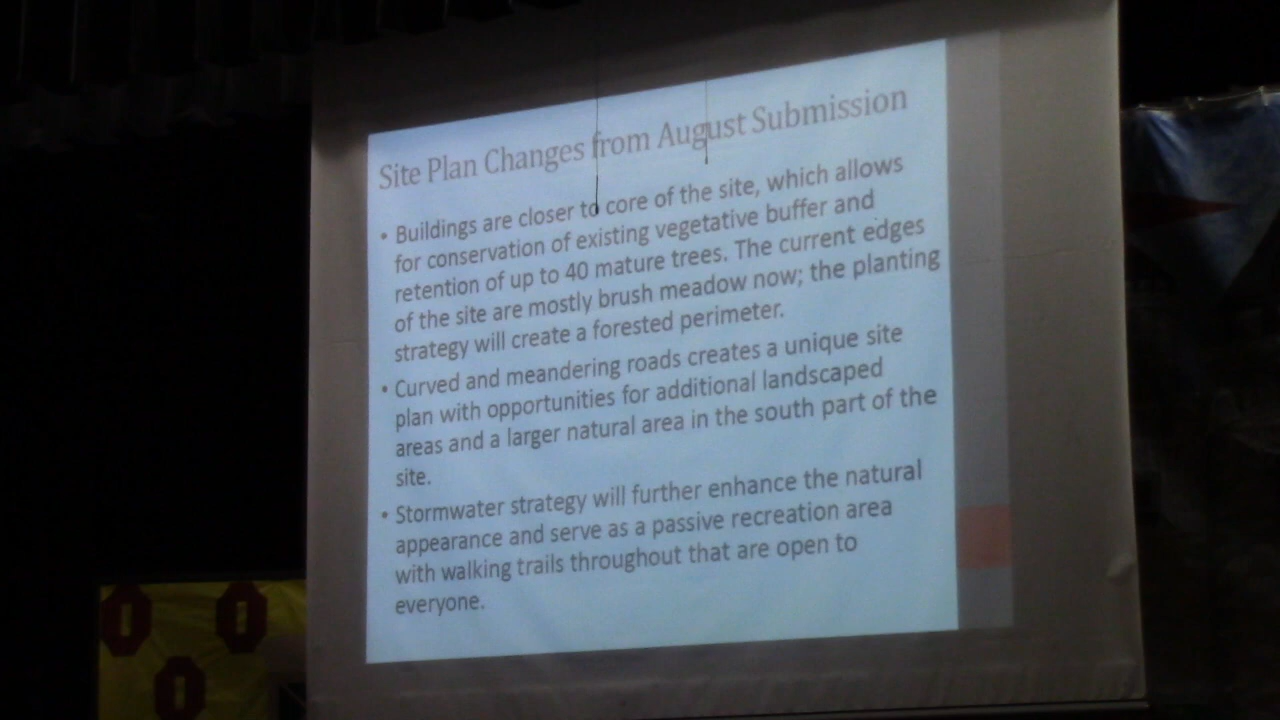 Site Plan Changes from August Submission
• Buildings are closer to core of the site, which allows
for conservation of existing vegetative buffer and
retention of up to 40 mature trees. The current edges
of the site are mostly brush meadow now; the planting
strategy will create a forested perimeter.
• Curved and meandering roads creates a unique site
plan with opportunities for additional landscaped
areas and a larger natural area in the south part of the
site.
• Stormwater strategy will further enhance the natural
appearance and serve as a passive recreation area
with walking trails throughout that are open to
everyone.
O O
O